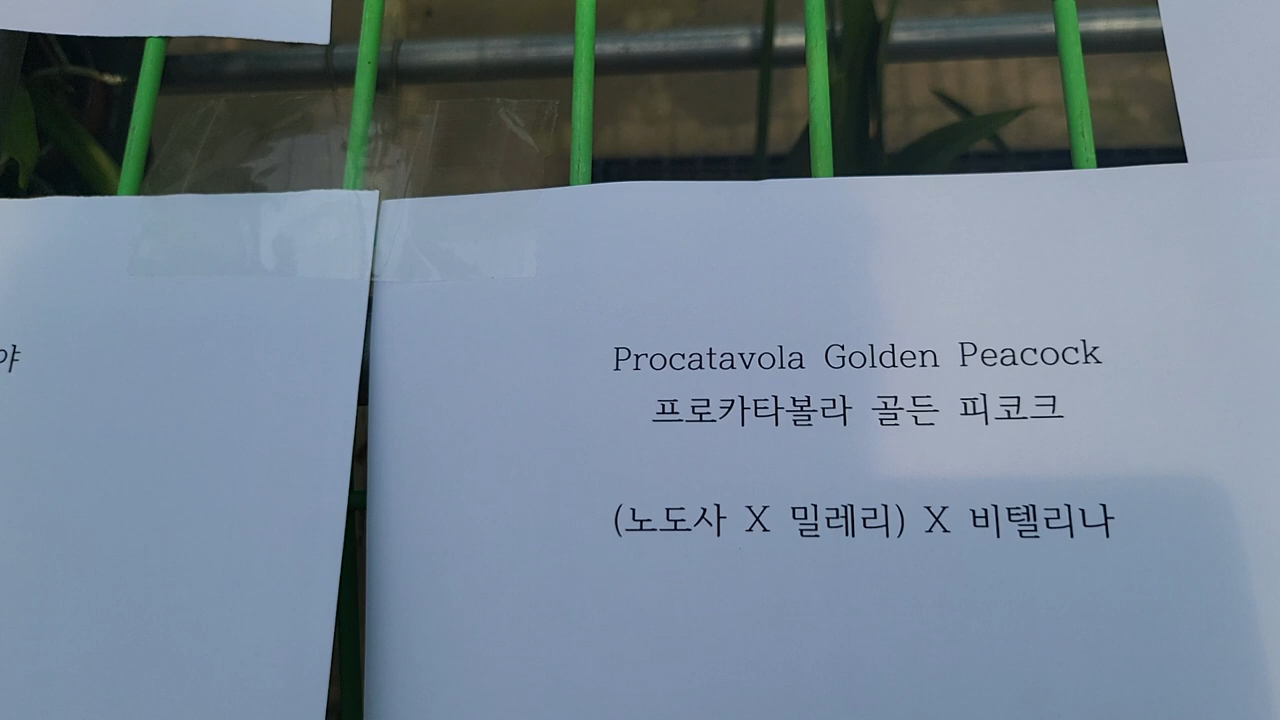 야
Procatavola Golden Peacock
프로카타볼라 골든 피코크
(노도사 X 밀레리) X 비텔리나